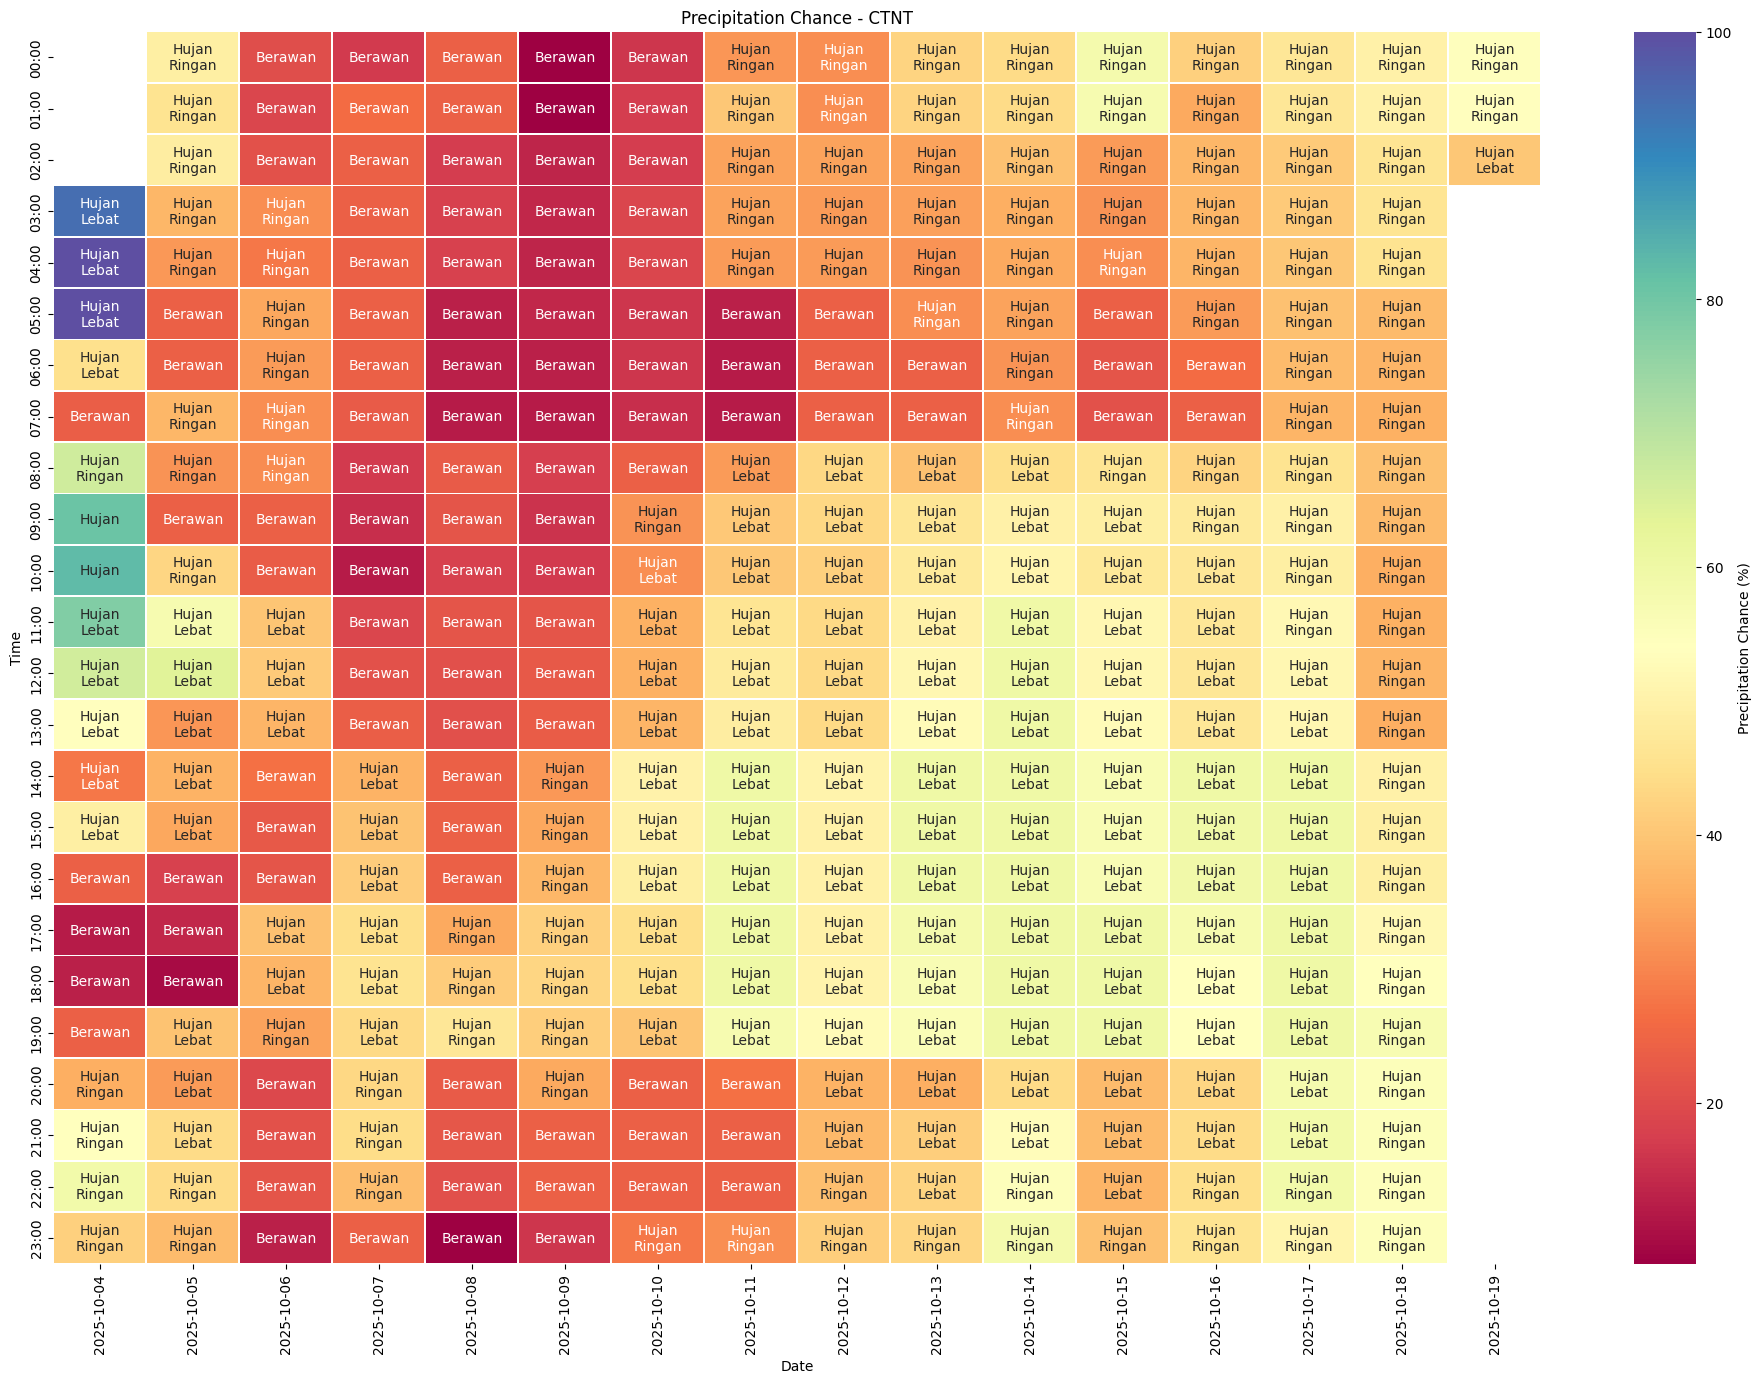 Precipitation Chance - CTNT
00:00 Hujan Ringan Berawan Berawan Berawan Berawan Berawan Hujan Ringan Hujan Ringan Hujan Ringan Hujan Ringan Hujan Ringan Hujan Ringan Hujan Ringan Hujan Ringan Hujan Ringan
01:00 Hujan Ringan Berawan Berawan Berawan Berawan Berawan Hujan Ringan Hujan Ringan Hujan Ringan Hujan Ringan Hujan Ringan Hujan Ringan Hujan Ringan Hujan Ringan Hujan Ringan
02:00 Hujan Ringan Berawan Berawan Berawan Berawan Berawan Hujan Ringan Hujan Ringan Hujan Ringan Hujan Ringan Hujan Ringan Hujan Ringan Hujan Ringan Hujan Ringan Hujan Lebat
03:00 Hujan Lebat Hujan Ringan Hujan Ringan Berawan Berawan Berawan Berawan Hujan Ringan Hujan Ringan Hujan Ringan Hujan Ringan Hujan Ringan Hujan Ringan Hujan Ringan Hujan Ringan
04:00 Hujan Lebat Hujan Ringan Hujan Ringan Berawan Berawan Berawan Berawan Hujan Ringan Hujan Ringan Hujan Ringan Hujan Ringan Hujan Ringan Hujan Ringan Hujan Ringan Hujan Ringan
05:00 Hujan Lebat Berawan Hujan Ringan Berawan Berawan Berawan Berawan Berawan Berawan Hujan Ringan Hujan Ringan Berawan Hujan Ringan Hujan Ringan Hujan Ringan
06:00 Hujan Lebat Berawan Hujan Ringan Berawan Berawan Berawan Berawan Berawan Berawan Berawan Hujan Ringan Berawan Berawan Hujan Ringan Hujan Ringan
07:00 Berawan Hujan Ringan Hujan Ringan Berawan Berawan Berawan Berawan Berawan Berawan Berawan Hujan Ringan Berawan Berawan Hujan Ringan Hujan Ringan
08:00 Hujan Ringan Hujan Ringan Hujan Ringan Berawan Berawan Berawan Berawan Hujan Lebat Hujan Lebat Hujan Lebat Hujan Lebat Hujan Ringan Hujan Ringan Hujan Ringan Hujan Ringan
09:00 Hujan Berawan Berawan Berawan Berawan Berawan Hujan Ringan Hujan Lebat Hujan Lebat Hujan Lebat Hujan Lebat Hujan Lebat Hujan Ringan Hujan Ringan Hujan Ringan
10:00 Hujan Hujan Ringan Berawan Berawan Berawan Berawan Hujan Lebat Hujan Lebat Hujan Lebat Hujan Lebat Hujan Lebat Hujan Lebat Hujan Lebat Hujan Ringan Hujan Ringan
11:00 Hujan Lebat Hujan Lebat Hujan Lebat Berawan Berawan Berawan Hujan Lebat Hujan Lebat Hujan Lebat Hujan Lebat Hujan Lebat Hujan Lebat Hujan Lebat Hujan Ringan Hujan Ringan
12:00 Hujan Lebat Hujan Lebat Hujan Lebat Berawan Berawan Berawan Hujan Lebat Hujan Lebat Hujan Lebat Hujan Lebat Hujan Lebat Hujan Lebat Hujan Lebat Hujan Lebat Hujan Ringan
13:00 Hujan Lebat Hujan Lebat Hujan Lebat Berawan Berawan Berawan Hujan Lebat Hujan Lebat Hujan Lebat Hujan Lebat Hujan Lebat Hujan Lebat Hujan Lebat Hujan Lebat Hujan Ringan
14:00 Hujan Lebat Hujan Lebat Berawan Hujan Lebat Berawan Hujan Ringan Hujan Lebat Hujan Lebat Hujan Lebat Hujan Lebat Hujan Lebat Hujan Lebat Hujan Lebat Hujan Lebat Hujan Ringan
15:00 Hujan Lebat Hujan Lebat Berawan Hujan Lebat Berawan Hujan Ringan Hujan Lebat Hujan Lebat Hujan Lebat Hujan Lebat Hujan Lebat Hujan Lebat Hujan Lebat Hujan Lebat Hujan Ringan
16:00 Berawan Berawan Berawan Hujan Lebat Berawan Hujan Ringan Hujan Lebat Hujan Lebat Hujan Lebat Hujan Lebat Hujan Lebat Hujan Lebat Hujan Lebat Hujan Lebat Hujan Ringan
17:00 Berawan Berawan Hujan Lebat Hujan Lebat Hujan Ringan Hujan Ringan Hujan Lebat Hujan Lebat Hujan Lebat Hujan Lebat Hujan Lebat Hujan Lebat Hujan Lebat Hujan Lebat Hujan Ringan
18:00 Berawan Berawan Hujan Lebat Hujan Lebat Hujan Ringan Hujan Ringan Hujan Lebat Hujan Lebat Hujan Lebat Hujan Lebat Hujan Lebat Hujan Lebat Hujan Lebat Hujan Lebat Hujan Ringan
19:00 Berawan Hujan Lebat Hujan Ringan Hujan Lebat Hujan Ringan Hujan Ringan Hujan Lebat Hujan Lebat Hujan Lebat Hujan Lebat Hujan Lebat Hujan Lebat Hujan Lebat Hujan Lebat Hujan Ringan
20:00 Hujan Ringan Hujan Lebat Berawan Hujan Ringan Berawan Hujan Ringan Berawan Berawan Hujan Lebat Hujan Lebat Hujan Lebat Hujan Lebat Hujan Lebat Hujan Lebat Hujan Ringan
21:00 Hujan Ringan Hujan Lebat Berawan Hujan Ringan Berawan Berawan Berawan Berawan Hujan Lebat Hujan Lebat Hujan Lebat Hujan Lebat Hujan Lebat Hujan Lebat Hujan Ringan
22:00 Hujan Ringan Hujan Ringan Berawan Hujan Ringan Berawan Berawan Berawan Berawan Hujan Ringan Hujan Lebat Hujan Ringan Hujan Lebat Hujan Ringan Hujan Ringan Hujan Ringan
23:00 Hujan Ringan Hujan Ringan Berawan Berawan Berawan Berawan Hujan Ringan Hujan Ringan Hujan Ringan Hujan Ringan Hujan Ringan Hujan Ringan Hujan Ringan Hujan Ringan Hujan Ringan
Time
2025-10-04 2025-10-05 2025-10-06 2025-10-07 2025-10-08 2025-10-09 2025-10-10 2025-10-11 2025-10-12 2025-10-13 2025-10-14 2025-10-15 2025-10-16 2025-10-17 2025-10-18 2025-10-19
Date
100
80
60
40
20
Precipitation Chance (%)